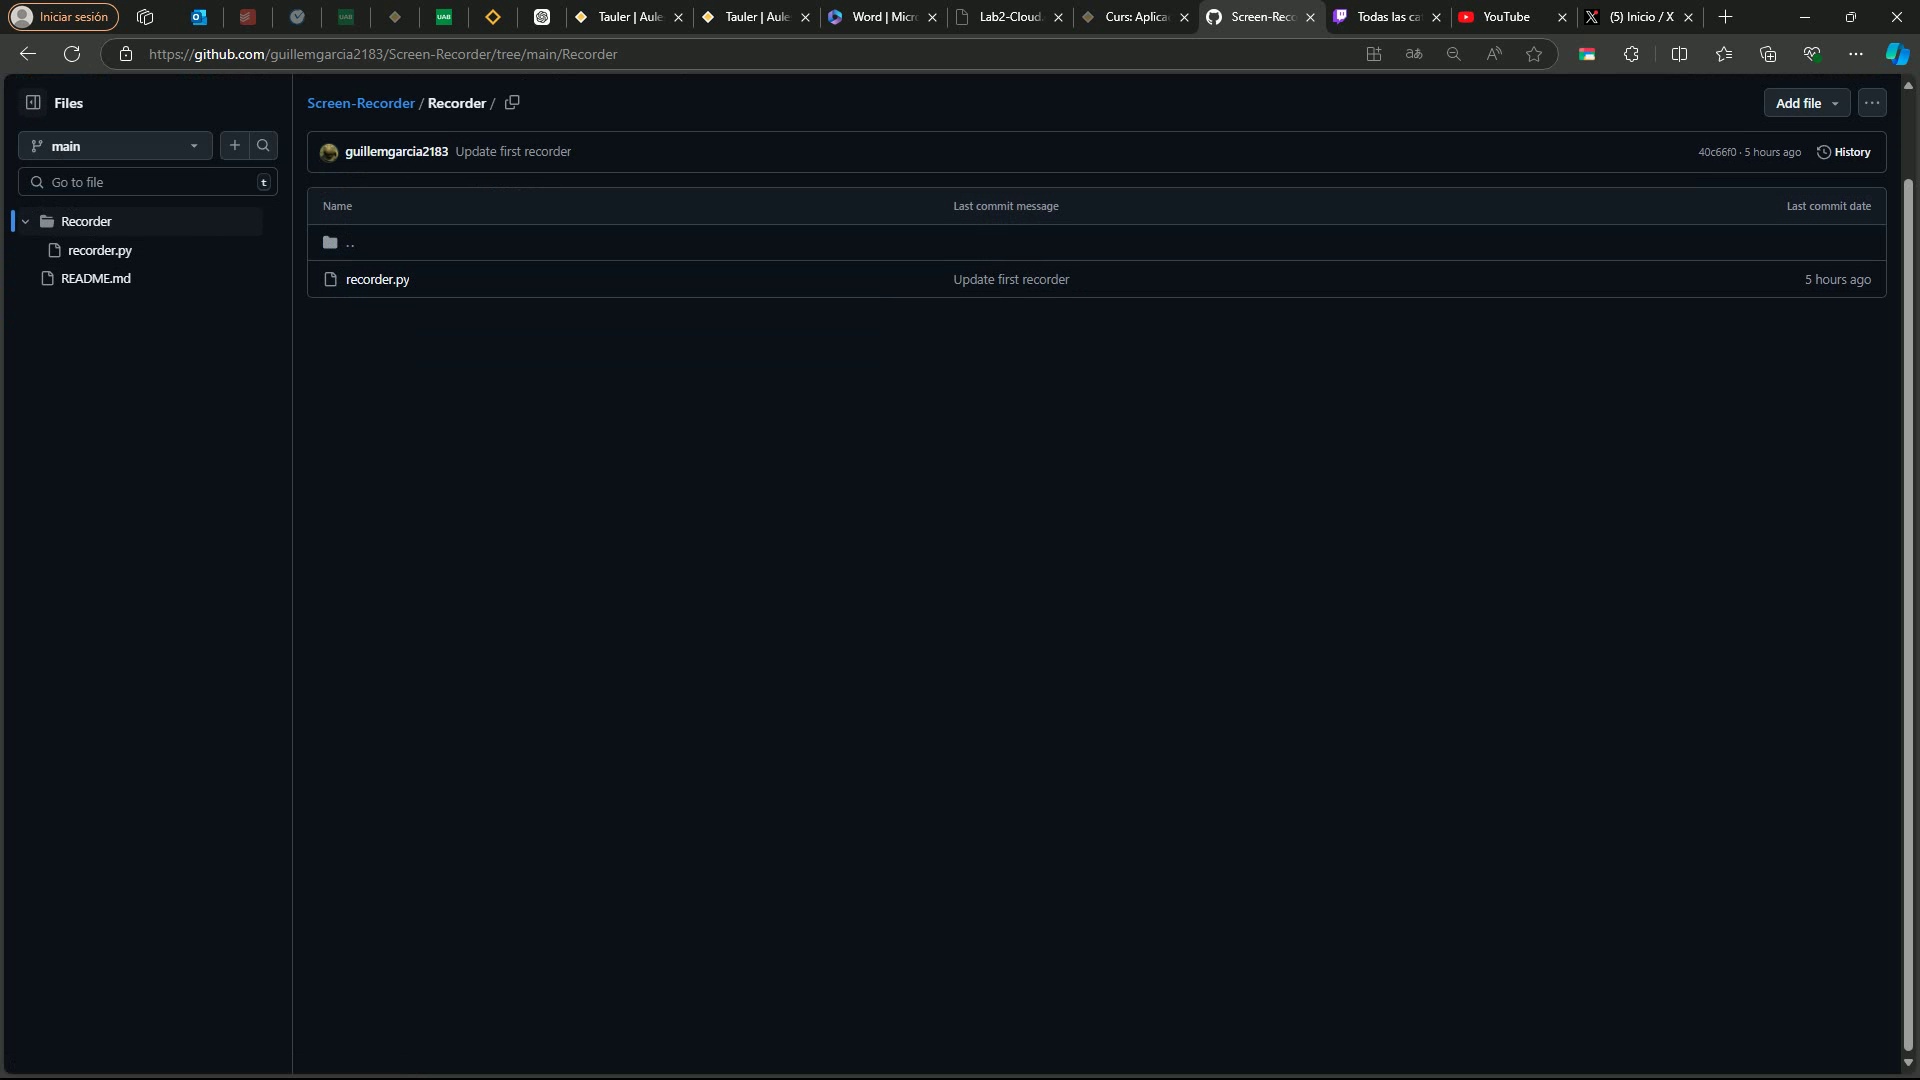 Iniciar sesión
UAB
UAB
Tauler | Aule
Tauler | Aule
Word | Micr
Lab2-Cloud.
Curs: Aplica
Screen-Reco
Todas las ca
YouTube
(5) Inicio / X
https://github.com/guillemgarcia2183/Screen-Recorder/tree/main/Recorder
Files
Screen-Recorder / Recorder /
Add file
main
guillemgarcia2183 Update first recorder
40c66f0 · 5 hours ago
History
Go to file
t
Name
Last commit message
Last commit date
Recorder
..
recorder.py
README.md
recorder.py
Update first recorder
5 hours ago